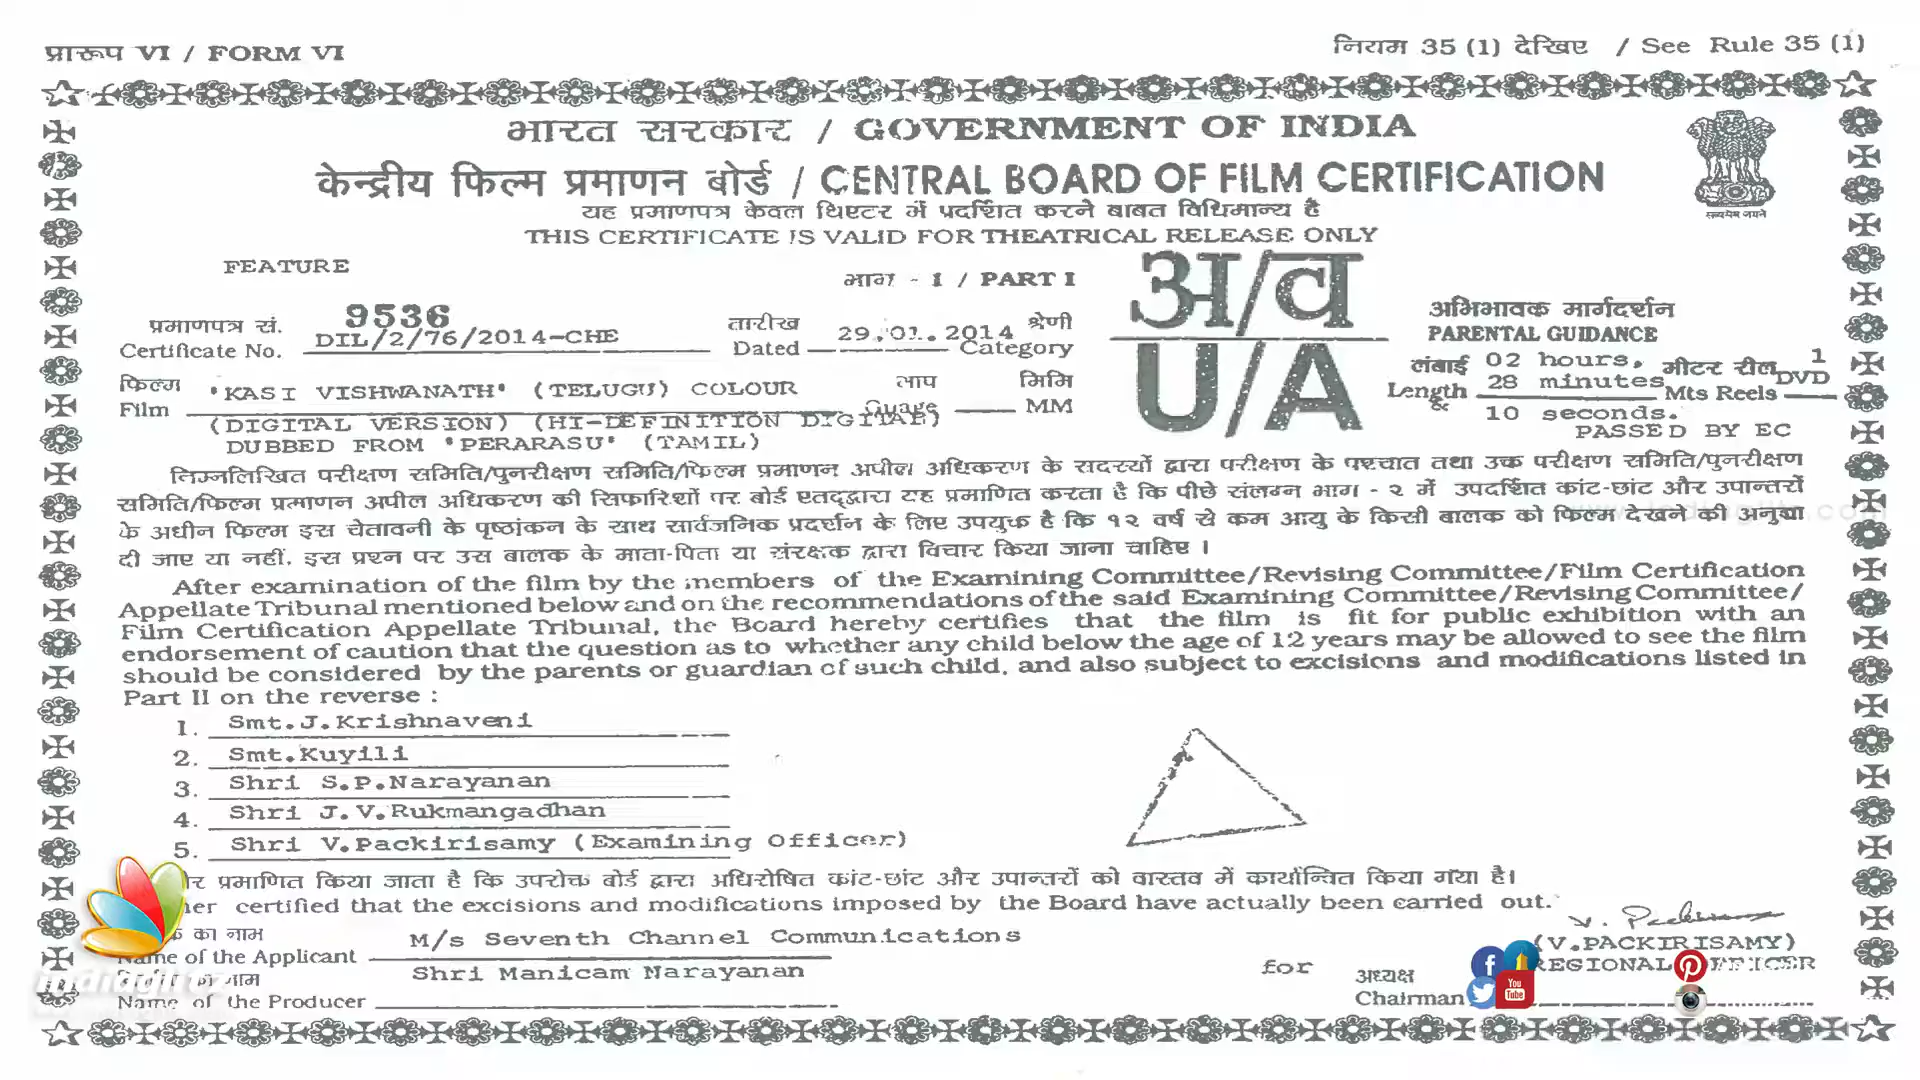 प्रारूप VI / FORM VI
नियम 35 (1) देखिए / See Rule 35 (1)
भारत सरकार / GOVERNMENT OF INDIA
केन्द्रीय फिल्म प्रमाणन बोर्ड / CENTRAL BOARD OF FILM CERTIFICATION
सत्यमेव जयते
यह प्रमाणपत्र केवल थिएटर में प्रदर्शित करने बाबत विधिमान्य है
THIS CERTIFICATE IS VALID FOR THEATRICAL RELEASE ONLY
FEATURE
भाग - I / PART I
अ/व
U/A
अभिभावक मार्गदर्शन
PARENTAL GUIDANCE
9536
प्रमाणपत्र सं. DIL/2/76/2014-CHE तारीख 29.01.2014 श्रेणी
Certificate No. Dated Category
लंबाई 02 hours, मीटर रील 1
Length 28 minutes Mts Reels DVD
10 seconds.
PASSED BY EC
फिल्म 'KASI VISHWANATH' (TELUGU) COLOUR नाप मिमि
Film Guage MM
(DIGITAL VERSION) (HI-DEFINITION DIGITAL)
DUBBED FROM 'PERARASU' (TAMIL)
निम्नलिखित परीक्षण समिति/पुनरीक्षण समिति/फिल्म प्रमाणन अपील अधिकरण के सदस्यों द्वारा परीक्षण के पश्चात तथा उक्त परीक्षण समिति/पुनरीक्षण
समिति/फिल्म प्रमाणन अपील अधिकरण की सिफारिशों पर बोर्ड एतद्द्वारा यह प्रमाणित करता है कि पीछे संलग्न भाग - २ में उपदर्शित कांट-छांट और उपान्तरों
के अधीन फिल्म इस चेतावनी के पृष्ठांकन के साथ सार्वजनिक प्रदर्शन के लिए उपयुक्त है कि १२ वर्ष से कम आयु के किसी बालक को फिल्म देखने की अनुज्ञा
दी जाए या नहीं, इस प्रश्न पर उस बालक के माता-पिता या संरक्षक द्वारा विचार किया जाना चाहिए ।
After examination of the film by the members of the Examining Committee/Revising Committee/Film Certification
Appellate Tribunal mentioned below and on the recommendations of the said Examining Committee/Revising Committee/
Film Certification Appellate Tribunal, the Board hereby certifies that the film is fit for public exhibition with an
endorsement of caution that the question as to whether any child below the age of 12 years may be allowed to see the film
should be considered by the parents or guardian of such child, and also subject to excisions and modifications listed in
Part II on the reverse :
1. Smt.J.Krishnaveni
2. Smt.Kuyili
3. Shri S.P.Narayanan
4. Shri J.V.Rukmangadhan
5. Shri V.Packirisamy (Examining Officer)
प्रमाणित किया जाता है कि उपरोक्त बोर्ड द्वारा अधिरोपित कांट-छांट और उपान्तरों को वास्तव में कार्यान्वित किया गया है।
certified that the excisions and modifications imposed by the Board have actually been carried out.
का नाम
Name of the Applicant M/s Seventh Channel Communications
का नाम Shri Manicam Narayanan
Name of the Producer
V. Packirisamy
(V.PACKIRISAMY)
REGIONAL OFFICER
for अध्यक्ष
Chairman
You
Tube
indiaglitz